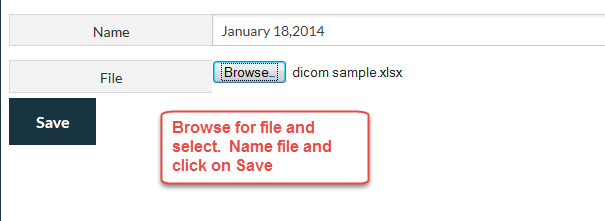 Name January 18,2014
File Browse... dicom sample.xlsx
Save
Browse for file and
select. Name file and
click on Save